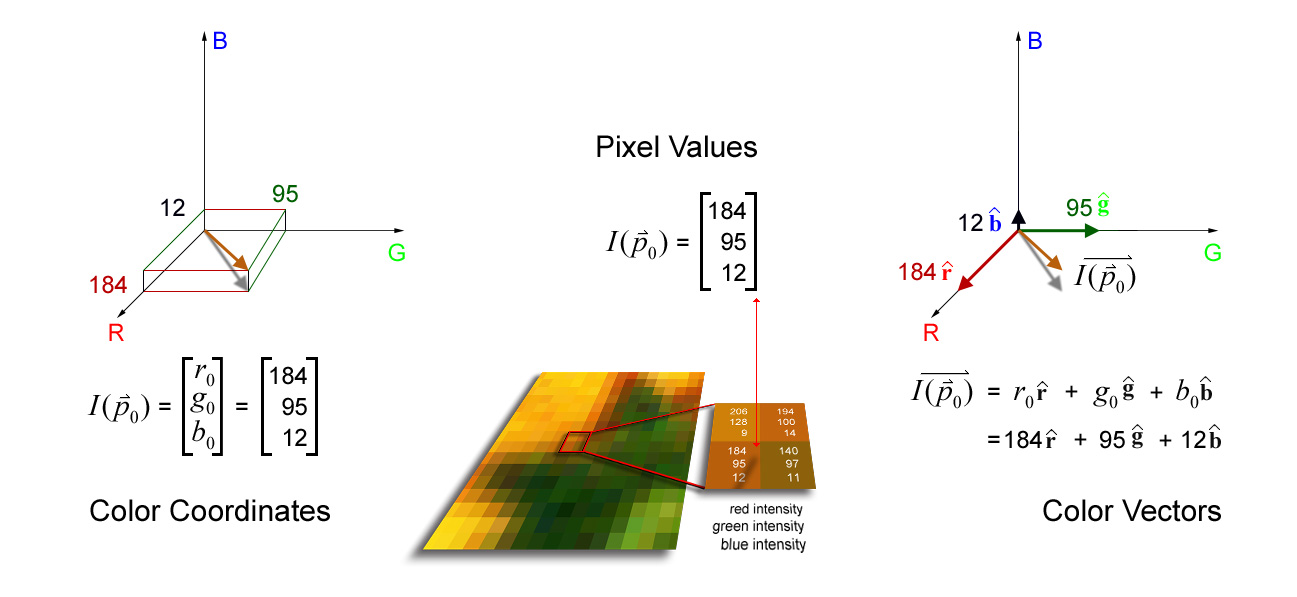 B
95
12
G
184
R
I(p⃗₀) = [r₀ g₀ b₀] = [184 95 12]
Color Coordinates
Pixel Values
I(p⃗₀) = [184 95 12]
206 194
128 100
9 14
184 140
95 97
12 11
red intensity
green intensity
blue intensity
B
95 ĝ
12 b̂
G
184 r̂
I(p⃗₀)
R
I(p⃗₀) = r₀r̂ + g₀ĝ + b₀b̂
=184r̂ + 95ĝ + 12b̂
Color Vectors